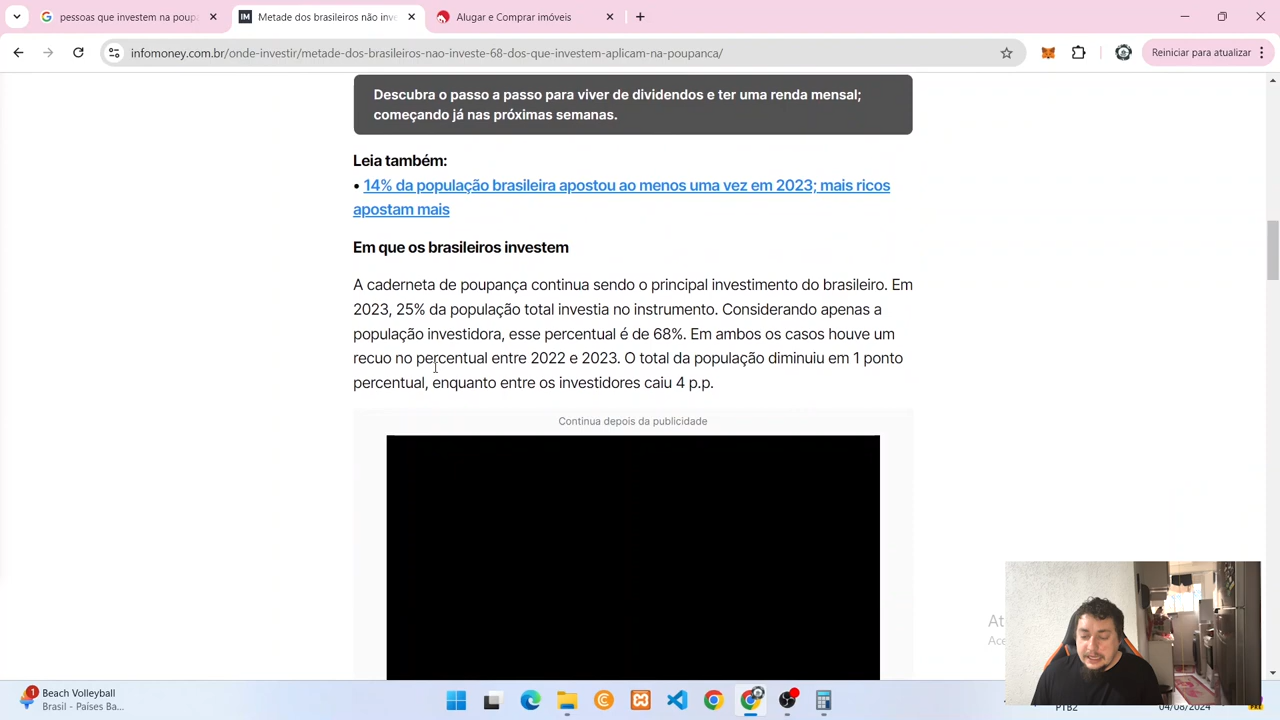 pessoas que investem na poup
Metade dos brasileiros não inve
Alugar e Comprar imóveis
infomoney.com.br/onde-investir/metade-dos-brasileiros-nao-investe-68-dos-que-investem-aplicam-na-poupanca/
Reiniciar para atualizar
Descubra o passo a passo para viver de dividendos e ter uma renda mensal;
começando já nas próximas semanas.
Leia também:
• 14% da população brasileira apostou ao menos uma vez em 2023; mais ricos
apostam mais
Em que os brasileiros investem
A caderneta de poupança continua sendo o principal investimento do brasileiro. Em
2023, 25% da população total investia no instrumento. Considerando apenas a
população investidora, esse percentual é de 68%. Em ambos os casos houve um
recuo no percentual entre 2022 e 2023. O total da população diminuiu em 1 ponto
percentual, enquanto entre os investidores caiu 4 p.p.
Continua depois da publicidade
1
Beach Volleyball
Brasil - Países Ba...
PTB2
04/08/2024